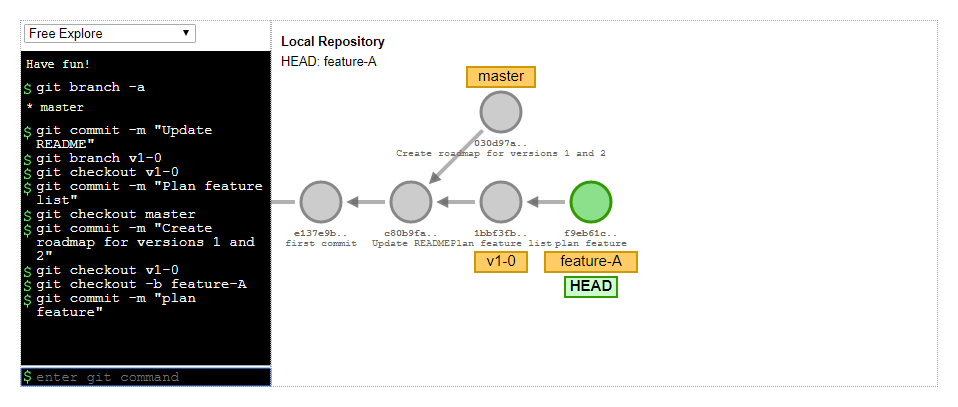 Free Explore
Have fun!
$ git branch -a
* master
$ git commit -m "Update
README"
$ git branch v1-0
$ git checkout v1-0
$ git commit -m "Plan feature
list"
$ git checkout master
$ git commit -m "Create
roadmap for versions 1 and
2"
$ git checkout v1-0
$ git checkout -b feature-A
$ git commit -m "plan
feature"
$ enter git command
Local Repository
HEAD: feature-A
master
030d97a..
Create roadmap for versions 1 and 2
e137e9b.. c80b9fa.. 1bbf3fb.. f9eb61c..
first commit Update README Plan feature list plan feature
v1-0 feature-A
HEAD